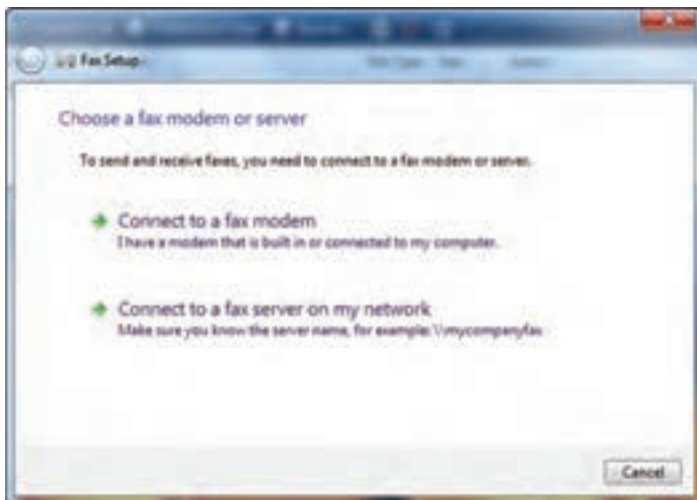 Fax Setup
Choose a fax modem or server
To send and receive faxes, you need to connect to a fax modem or server.
Connect to a fax modem
I have a modem that is built in or connected to my computer.
Connect to a fax server on my network
Make sure you know the server name, for example: \\mycompanyfax
Cancel